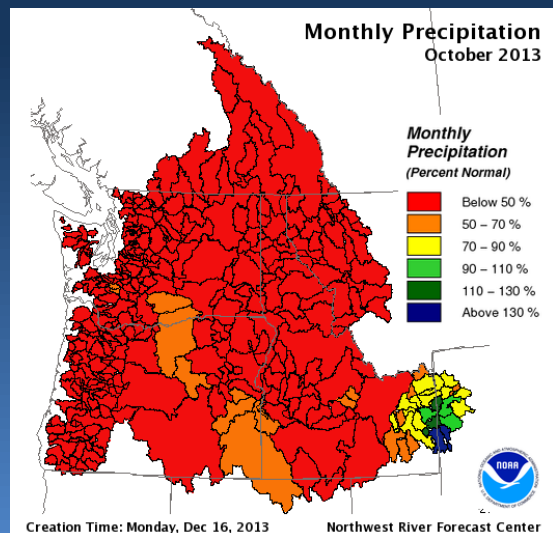 Monthly Precipitation
October 2013
Monthly
Precipitation
(Percent Normal)
Below 50 %
50 – 70 %
70 – 90 %
90 – 110 %
110 – 130 %
Above 130 %
NOAA
Creation Time: Monday, Dec 16, 2013
Northwest River Forecast Center